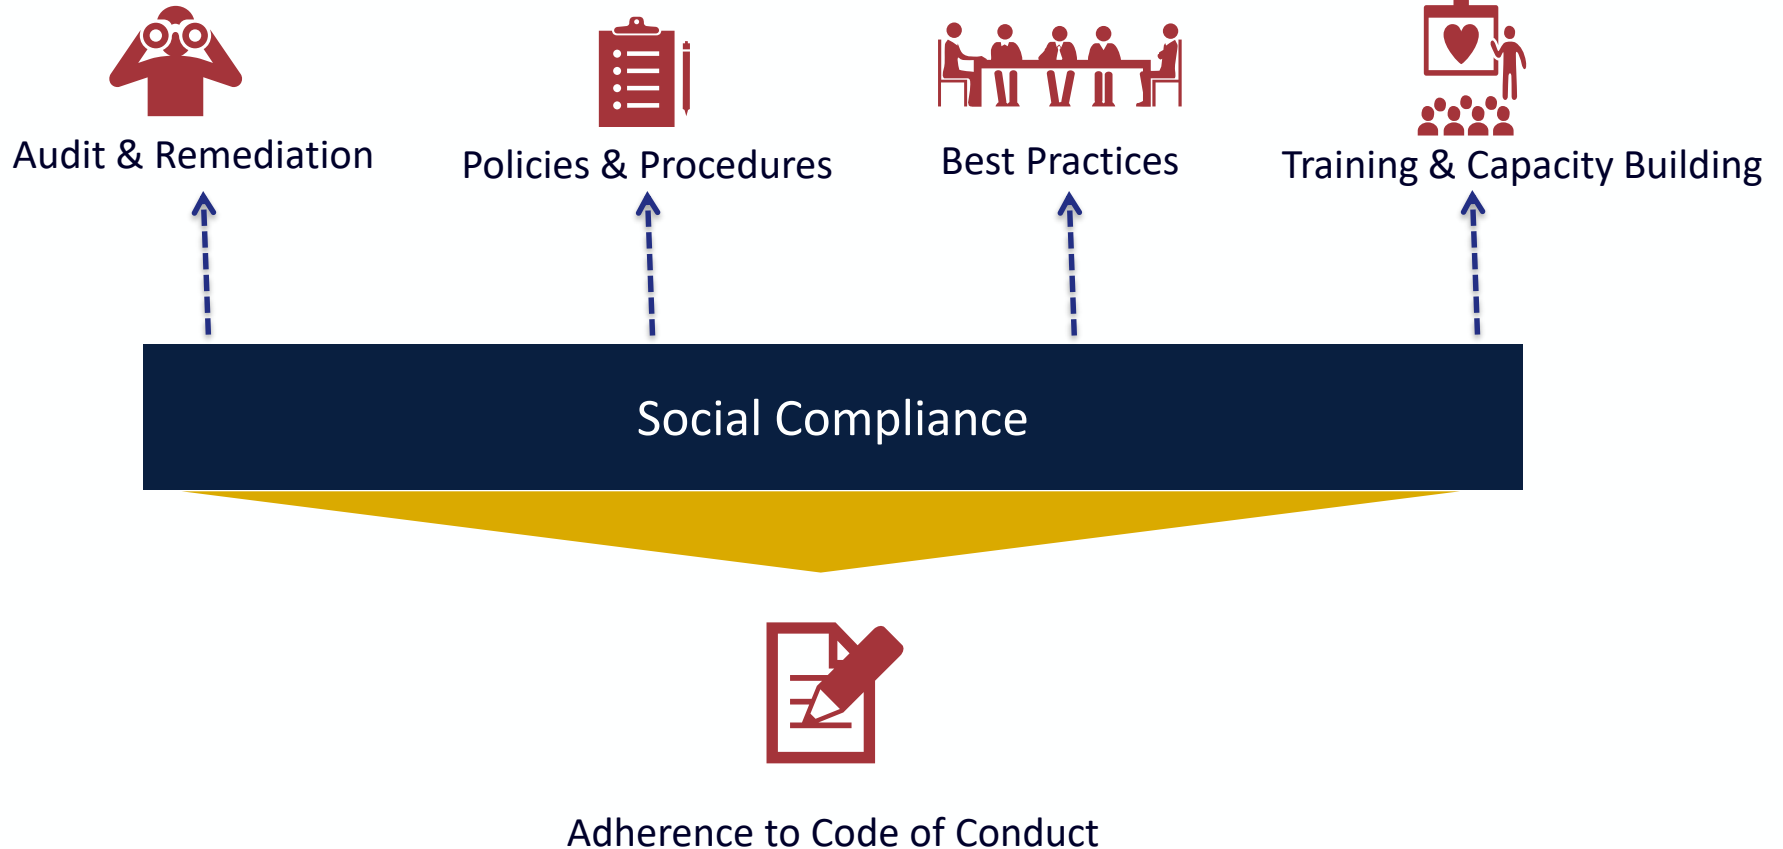 Audit & Remediation
Policies & Procedures
Best Practices
Training & Capacity Building
Social Compliance
Adherence to Code of Conduct